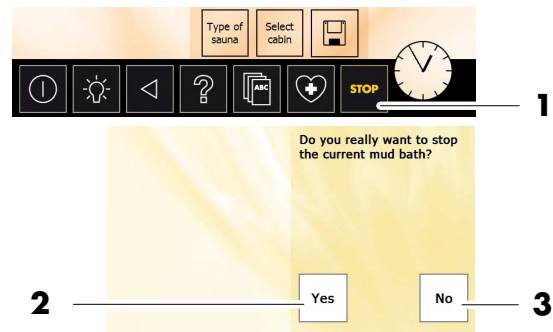 Type of
sauna
Select
cabin
?
ABC
STOP
1
Do you really want to stop
the current mud bath?
2
Yes
No
3